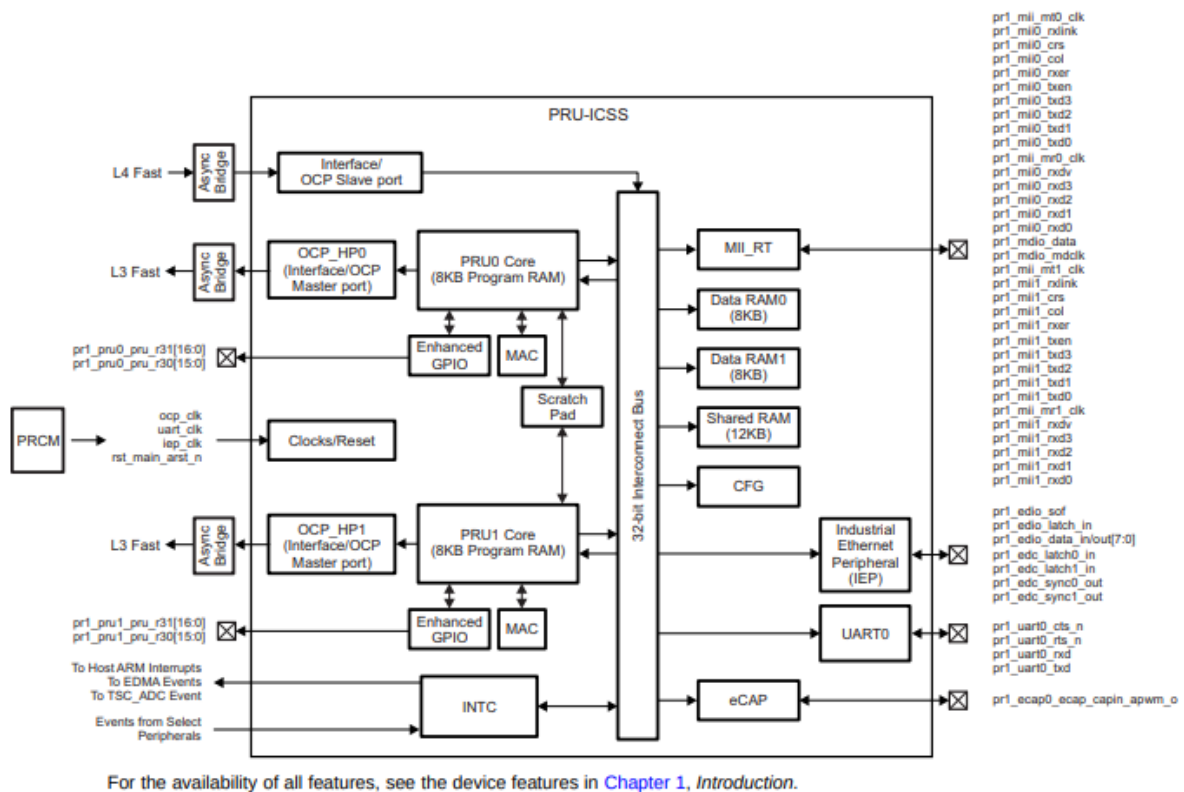 PRU-ICSS
L4 Fast
Async
Bridge
Interface/
OCP Slave port
L3 Fast
Async
Bridge
OCP_HP0
(Interface/OCP
Master port)
PRU0 Core
(8KB Program RAM)
pr1_pru0_pru_r31[16:0]
pr1_pru0_pru_r30[15:0]
Enhanced
GPIO
MAC
Scratch
Pad
PRCM
ocp_clk
uart_clk
iep_clk
rst_main_arst_n
Clocks/Reset
L3 Fast
Async
Bridge
OCP_HP1
(Interface/OCP
Master port)
PRU1 Core
(8KB Program RAM)
pr1_pru1_pru_r31[16:0]
pr1_pru1_pru_r30[15:0]
Enhanced
GPIO
MAC
To Host ARM Interrupts
To EDMA Events
To TSC_ADC Event
Events from Select
Peripherals
INTC
32-bit Interconnect Bus
MII_RT
Data RAM0
(8KB)
Data RAM1
(8KB)
Shared RAM
(12KB)
CFG
Industrial
Ethernet
Peripheral
(IEP)
UART0
eCAP
pr1_mii_mt0_clk
pr1_mii0_rxlink
pr1_mii0_crs
pr1_mii0_col
pr1_mii0_rxer
pr1_mii0_txen
pr1_mii0_txd3
pr1_mii0_txd2
pr1_mii0_txd1
pr1_mii0_txd0
pr1_mii_mr0_clk
pr1_mii0_rxdv
pr1_mii0_rxd3
pr1_mii0_rxd2
pr1_mii0_rxd1
pr1_mii0_rxd0
pr1_mdio_data
pr1_mdio_mdclk
pr1_mii_mt1_clk
pr1_mii1_rxlink
pr1_mii1_crs
pr1_mii1_col
pr1_mii1_rxer
pr1_mii1_txen
pr1_mii1_txd3
pr1_mii1_txd2
pr1_mii1_txd1
pr1_mii1_txd0
pr1_mii_mr1_clk
pr1_mii1_rxdv
pr1_mii1_rxd3
pr1_mii1_rxd2
pr1_mii1_rxd1
pr1_mii1_rxd0
pr1_edio_sof
pr1_edio_latch_in
pr1_edio_data_in/out[7:0]
pr1_edc_latch0_in
pr1_edc_latch1_in
pr1_edc_sync0_out
pr1_edc_sync1_out
pr1_uart0_cts_n
pr1_uart0_rts_n
pr1_uart0_rxd
pr1_uart0_txd
pr1_ecap0_ecap_capin_apwm_o
For the availability of all features, see the device features in Chapter 1, Introduction.